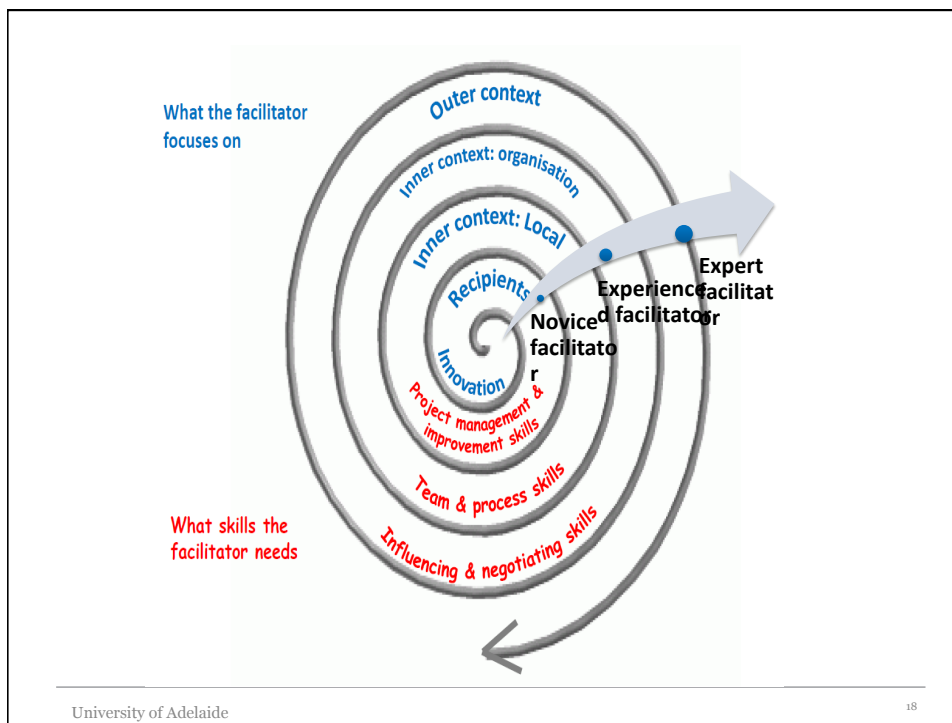 What the facilitator
focuses on
Outer context
Inner context: organisation
Inner context: Local
Recipients
Innovation
Novice
facilitato
r
Experience
d facilitator
Expert
facilitat
or
Project management &
improvement skills
Team & process skills
Influencing & negotiating skills
What skills the
facilitator needs
University of Adelaide
18